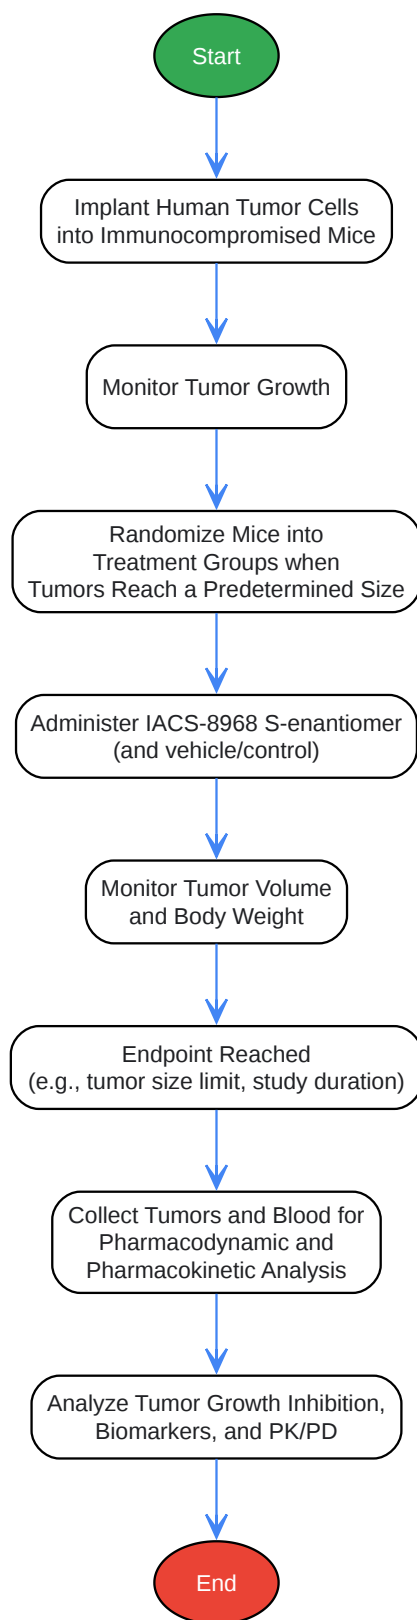 Start
Implant Human Tumor Cells
into Immunocompromised Mice
Monitor Tumor Growth
Randomize Mice into
Treatment Groups when
Tumors Reach a Predetermined Size
Administer IACS-8968 S-enantiomer
(and vehicle/control)
Monitor Tumor Volume
and Body Weight
Endpoint Reached
(e.g., tumor size limit, study duration)
Collect Tumors and Blood for
Pharmacodynamic and
Pharmacokinetic Analysis
Analyze Tumor Growth Inhibition,
Biomarkers, and PK/PD
End